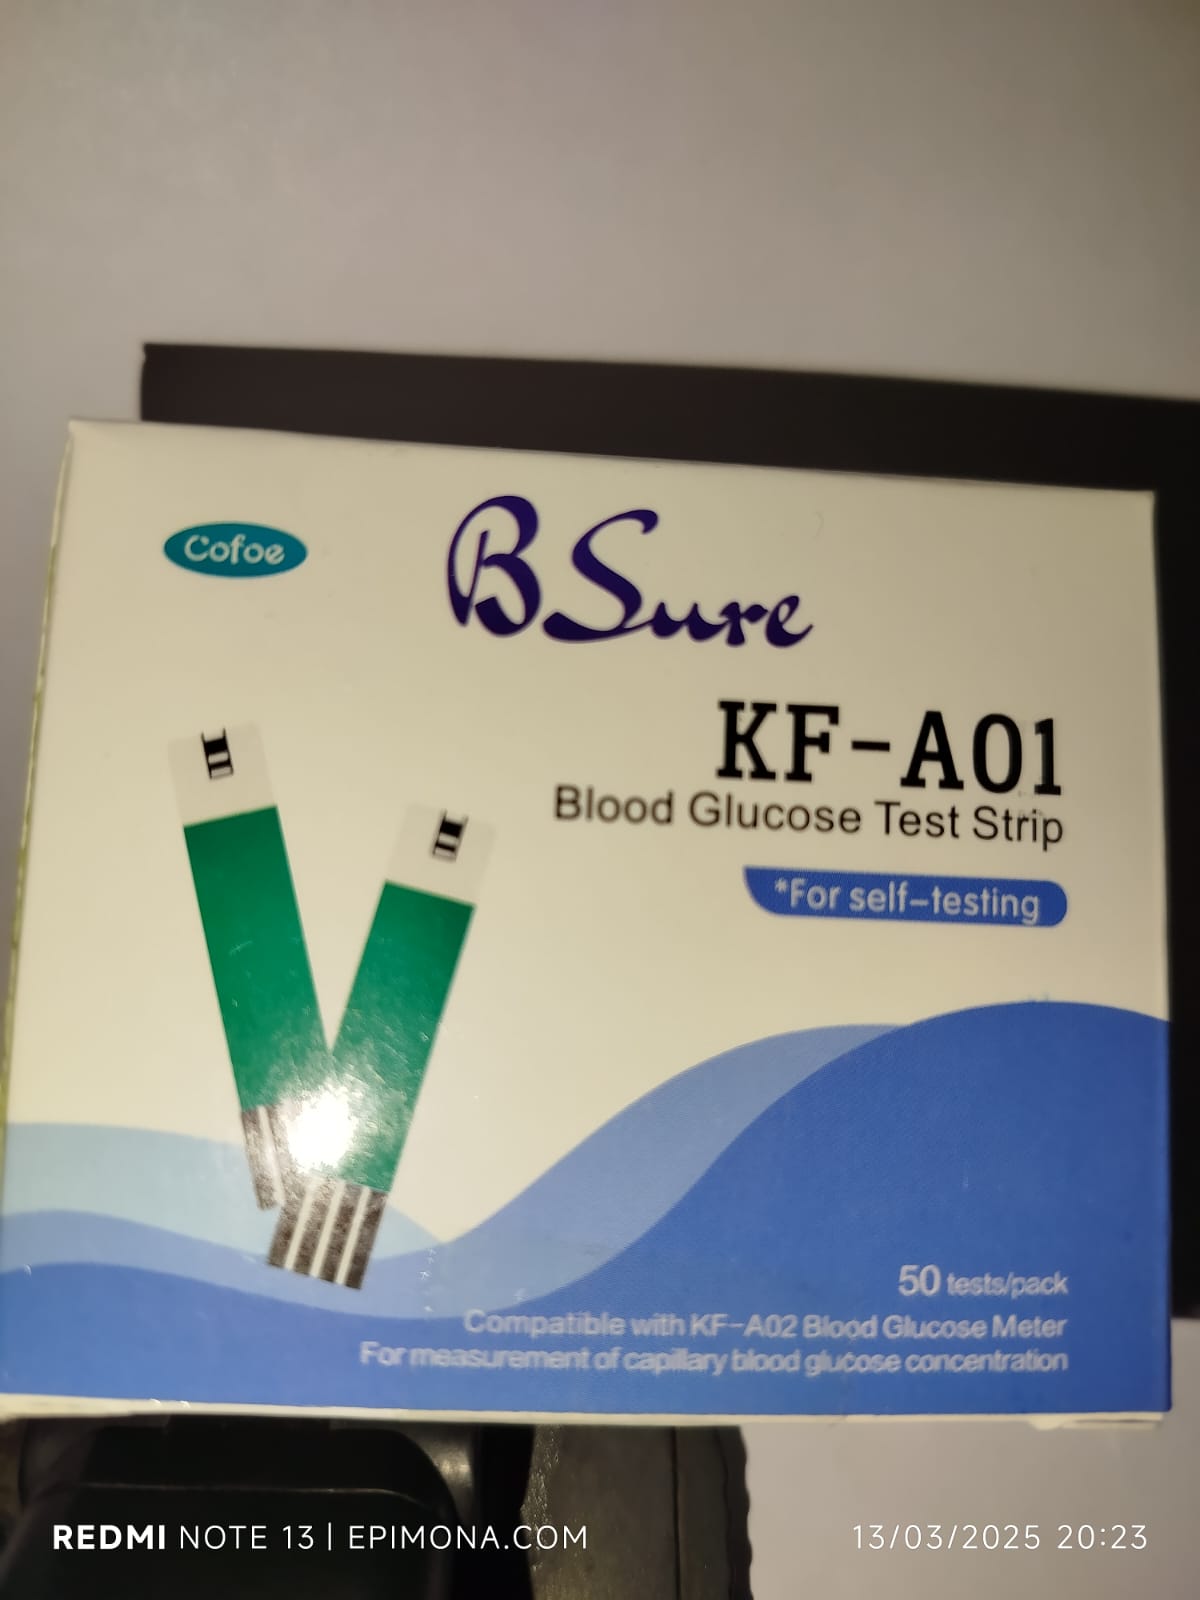 Cofoe
BSure
KF-A01
Blood Glucose Test Strip
*For self-testing
50 tests/pack
Compatible with KF-A02 Blood Glucose Meter
For measurement of capillary blood glucose concentration
REDMI NOTE 13 | EPIMONA.COM
13/03/2025 20:23